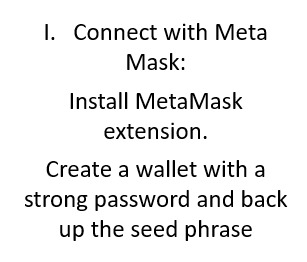 I. Connect with Meta
Mask:
Install MetaMask
extension.
Create a wallet with a
strong password and back
up the seed phrase